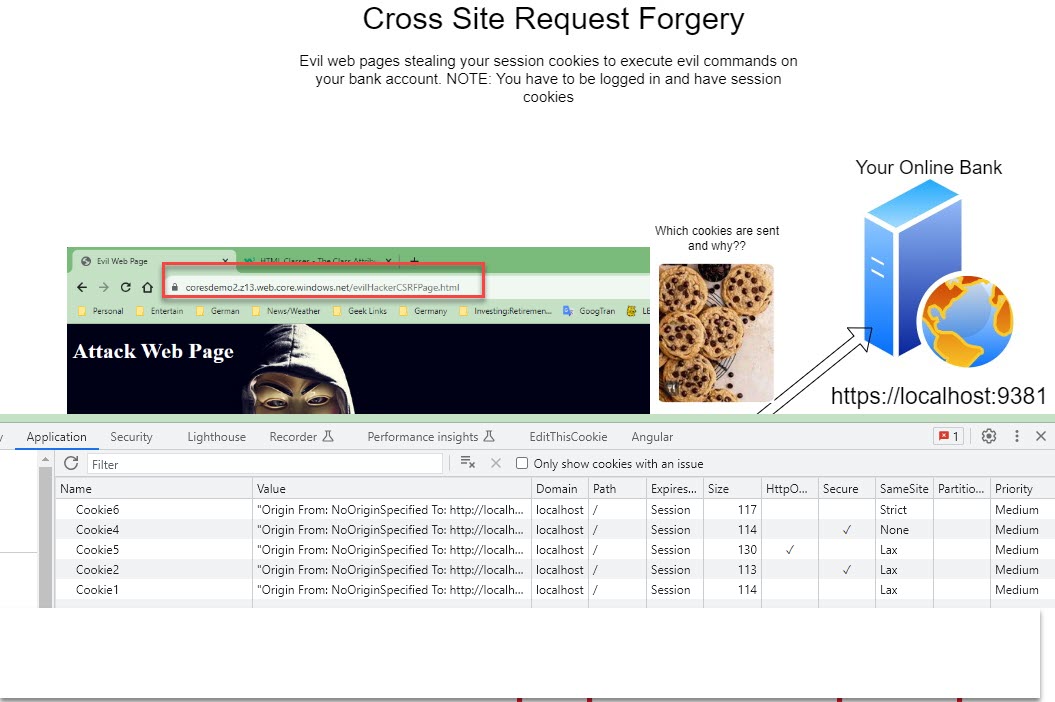 Cross Site Request Forgery
Evil web pages stealing your session cookies to execute evil commands on
your bank account. NOTE: You have to be logged in and have session
cookies
Your Online Bank
Which cookies are sent
and why??
Evil Web Page
HTML Classes - The Class Attribu
coresdemo2.z13.web.core.windows.net/evilHackerCSRFPage.html
Personal Entertain German News/Weather Geek Links Germany Investing:Retiremen... GoogTran LE
Attack Web Page
https://localhost:9381
Application Security Lighthouse Recorder Performance insights EditThisCookie Angular 1
Filter Only show cookies with an issue
Name Value Domain Path Expires... Size HttpO... Secure SameSite Partitio... Priority
Cookie6 "Origin From: NoOriginSpecified To: http://localh... localhost / Session 117 Strict Medium
Cookie4 "Origin From: NoOriginSpecified To: http://localh... localhost / Session 114 ✓ None Medium
Cookie5 "Origin From: NoOriginSpecified To: http://localh... localhost / Session 130 ✓ Lax Medium
Cookie2 "Origin From: NoOriginSpecified To: http://localh... localhost / Session 113 ✓ Lax Medium
Cookie1 "Origin From: NoOriginSpecified To: http://localh... localhost / Session 114 Lax Medium